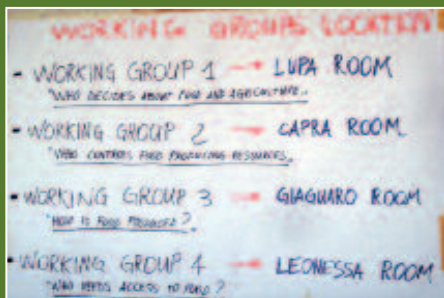 WORKING GROUPS LOCATION
- WORKING GROUP 1 → LUPA ROOM
"WHO DECIDES ABOUT FOOD AND AGRICULTURE..
- WORKING GROUP 2 → CAPRA ROOM
"WHO CONTROLS FOOD PRODUCING RESOURCES.
- WORKING GROUP 3 → GIAGUARO ROOM
"HOW IS FOOD PRODUCED?
- WORKING GROUP 4 → LEONESSA ROOM
"WHO NEEDS ACCESS TO FOOD?